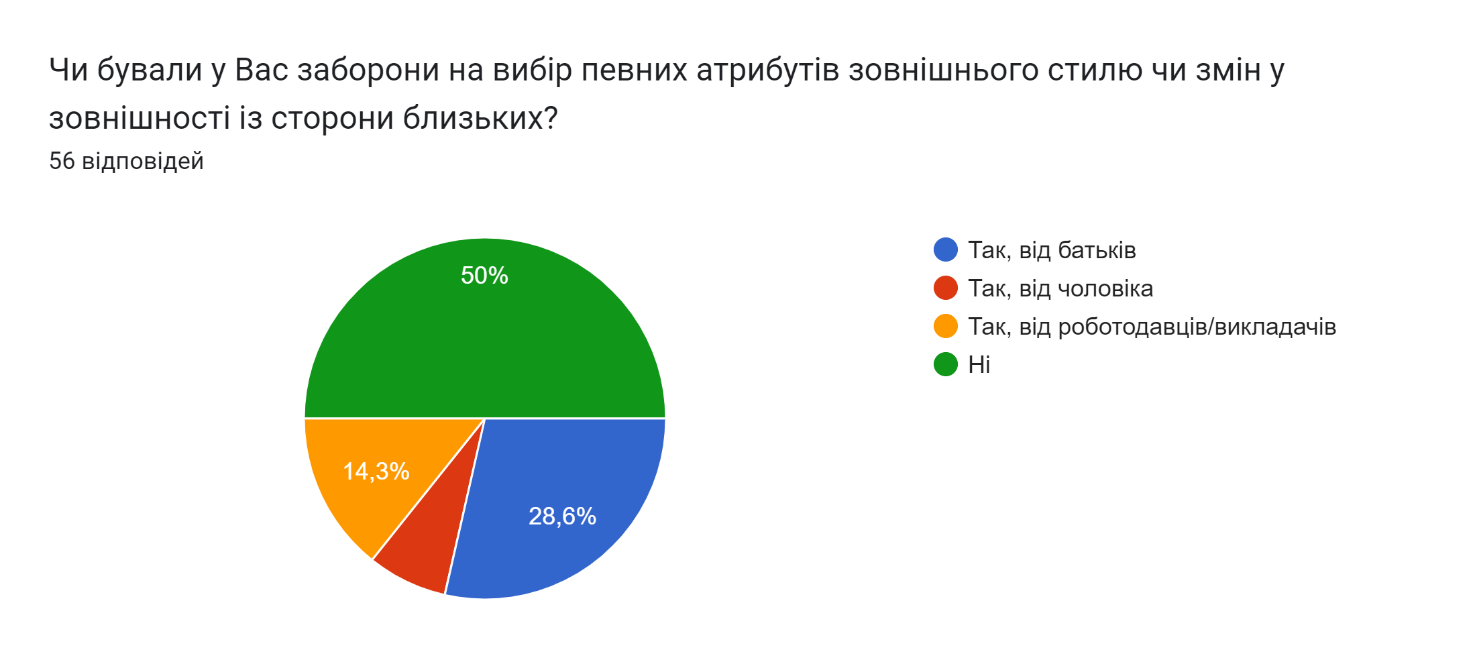 Чи бували у Вас заборони на вибір певних атрибутів зовнішнього стилю чи змін у
зовнішності із сторони близьких?
56 відповідей
50%
14,3%
28,6%
Так, від батьків
Так, від чоловіка
Так, від роботодавців/викладачів
Ні